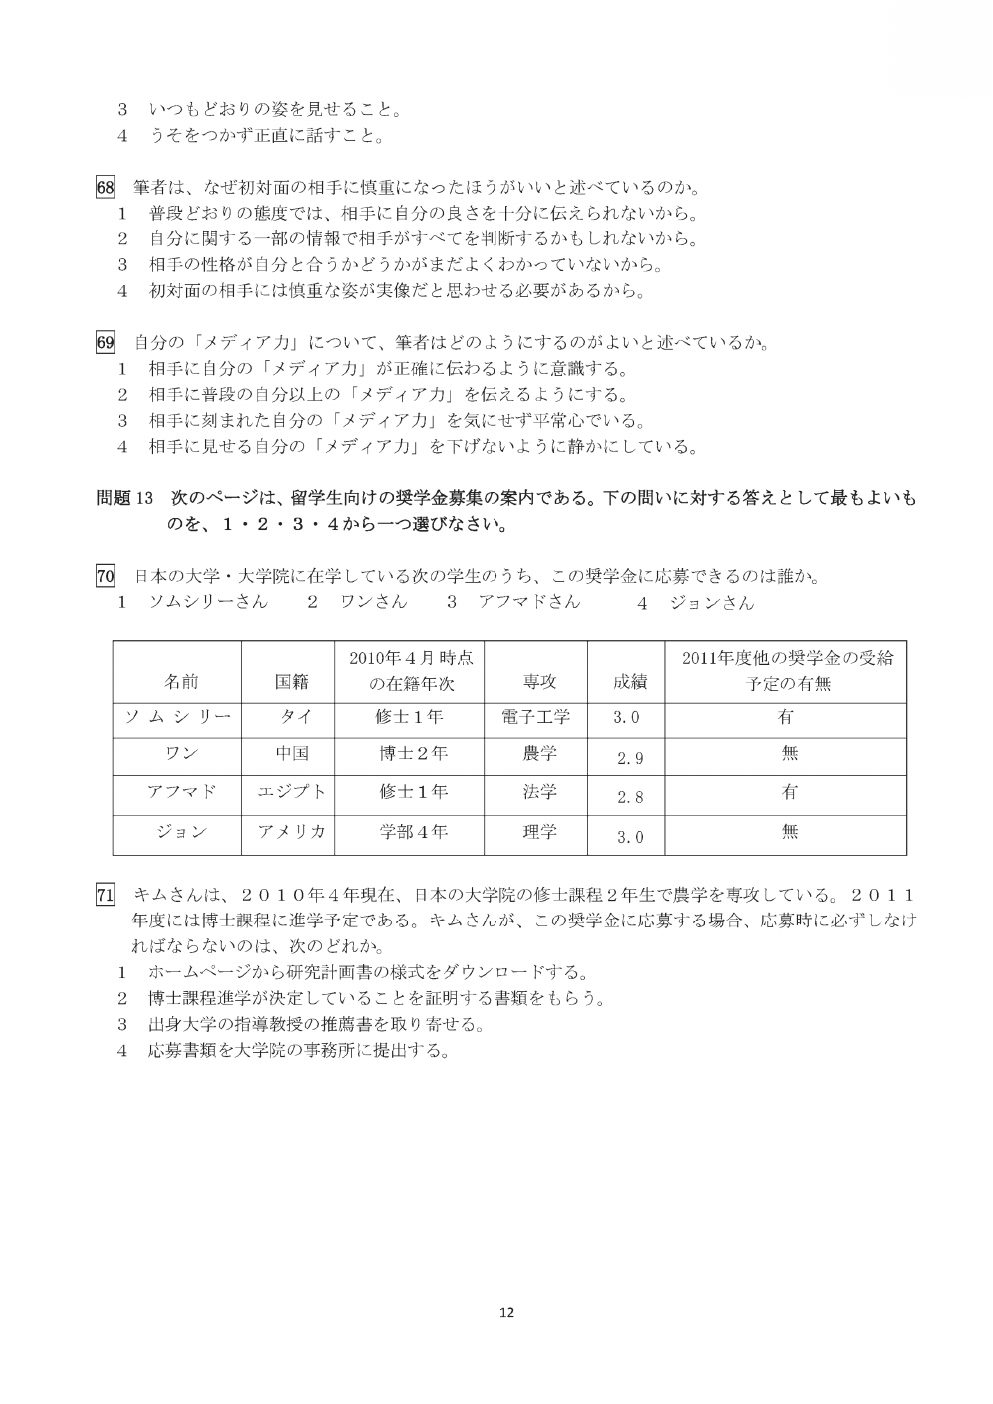 3 いつもどおりの姿を見せること。
4 うそをつかず正直に話すこと。
68 筆者は、なぜ初対面の相手に慎重になったほうがいいと述べているのか。
1 普段どおりの態度では、相手に自分の良さを十分に伝えられないから。
2 自分に関する一部の情報で相手がすべてを判断するかもしれないから。
3 相手の性格が自分と合うかどうかがまだよくわかっていないから。
4 初対面の相手には慎重な姿が実像だと思わせる必要があるから。
69 自分の「メディア力」について、筆者はどのようにするのがよいと述べているか。
1 相手に自分の「メディア力」が正確に伝わるように意識する。
2 相手に普段の自分以上の「メディア力」を伝えるようにする。
3 相手に刻まれた自分の「メディア力」を気にせず平常心でいる。
4 相手に見せる自分の「メディア力」を下げないように静かにしている。
問題13 次のページは、留学生向けの奨学金募集の案内である。下の問いに対する答えとして最もよいも
のを、１・２・３・４から一つ選びなさい。
70 日本の大学・大学院に在学している次の学生のうち、この奨学金に応募できるのは誰か。
1 ソムシリーさん 2 ワンさん 3 アフマドさん 4 ジョンさん
2010年４月時点 2011年度他の奨学金の受給
名前 国籍 の在籍年次 専攻 成績 予定の有無
ソムシリー タイ 修士１年 電子工学 3.0 有
ワン 中国 博士２年 農学 2.9 無
アフマド エジプト 修士１年 法学 2.8 有
ジョン アメリカ 学部４年 理学 3.0 無
71 キムさんは、２０１０年４年現在、日本の大学院の修士課程２年生で農学を専攻している。２０１１
年度には博士課程に進学予定である。キムさんが、この奨学金に応募する場合、応募時に必ずしなけ
ればならないのは、次のどれか。
1 ホームページから研究計画書の様式をダウンロードする。
2 博士課程進学が決定していることを証明する書類をもらう。
3 出身大学の指導教授の推薦書を取り寄せる。
4 応募書類を大学院の事務所に提出する。
12